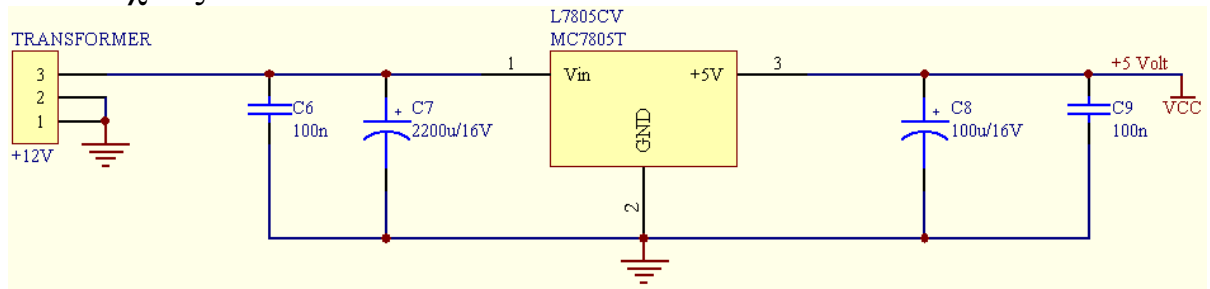 L7805CV
MC7805T
TRANSFORMER
3
2
1
+12V
C6
100n
C7
2200u/16V
1
Vin
+5V
GND
2
3
C8
100u/16V
C9
100n
+5 Volt
VCC